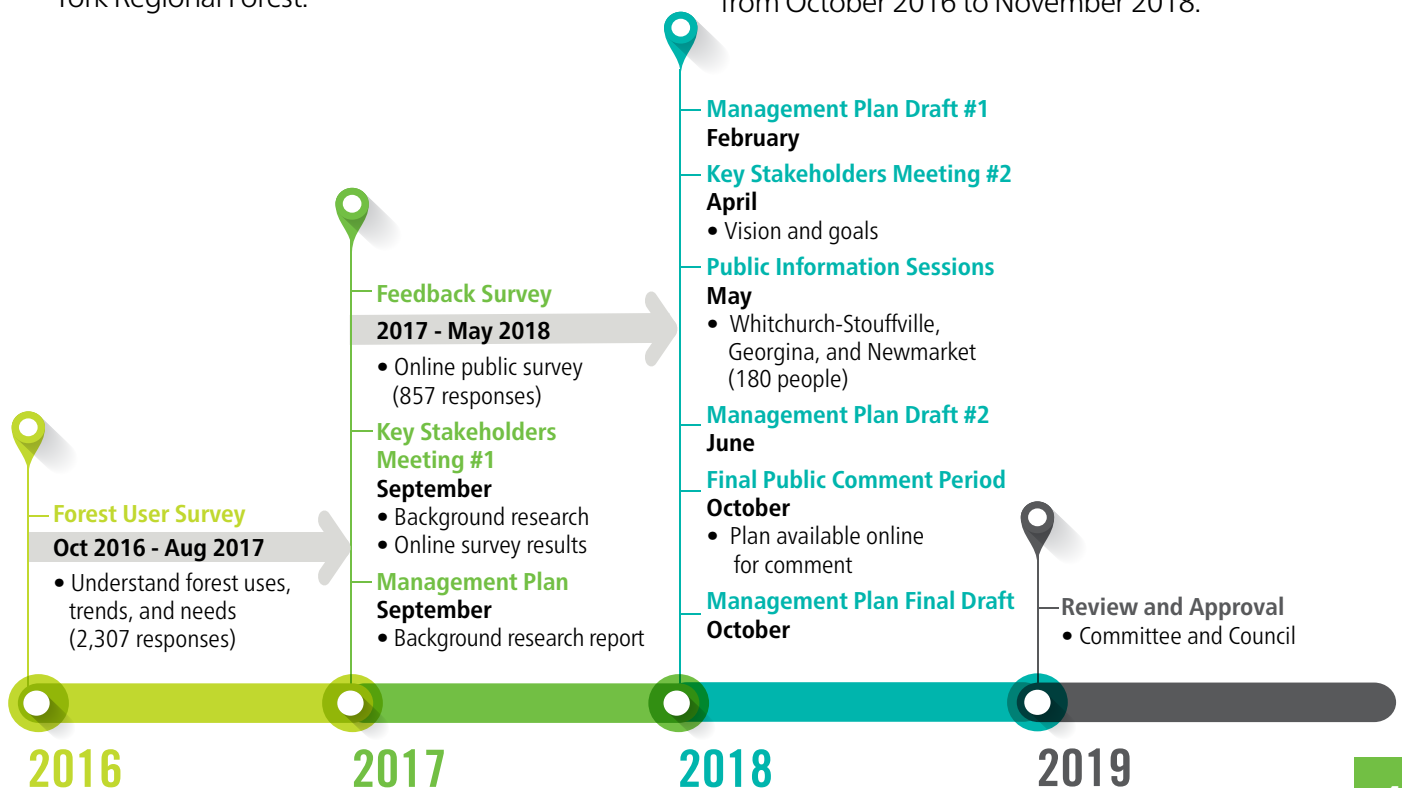 York Regional Forest.
from October 2016 to November 2018.
Forest User Survey
Oct 2016 - Aug 2017
• Understand forest uses,
trends, and needs
(2,307 responses)
Feedback Survey
2017 - May 2018
• Online public survey
(857 responses)
Key Stakeholders
Meeting #1
September
• Background research
• Online survey results
Management Plan
September
• Background research report
Management Plan Draft #1
February
Key Stakeholders Meeting #2
April
• Vision and goals
Public Information Sessions
May
• Whitchurch-Stouffville,
Georgina, and Newmarket
(180 people)
Management Plan Draft #2
June
Final Public Comment Period
October
• Plan available online
for comment
Management Plan Final Draft
October
Review and Approval
• Committee and Council
2016
2017
2018
2019